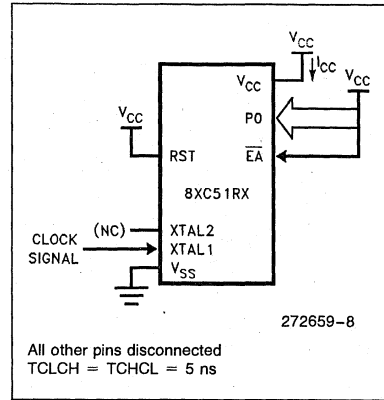 VCC
ICC
VCC
VCC
VCC
P0
RST
EA
8XC51RX
(NC)
XTAL2
CLOCK SIGNAL
XTAL1
VSS
272659-8
All other pins disconnected
TCLCH = TCHCL = 5 ns